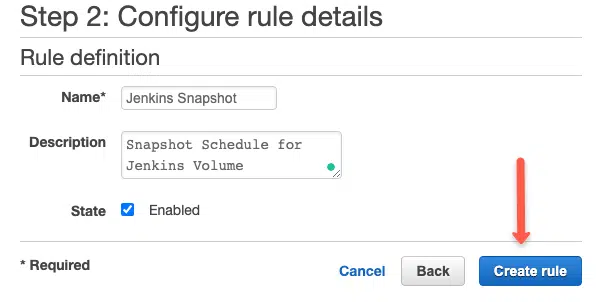 Step 2: Configure rule details
Rule definition
Name* Jenkins Snapshot
Description Snapshot Schedule for
Jenkins Volume
State Enabled
* Required Cancel Back Create rule